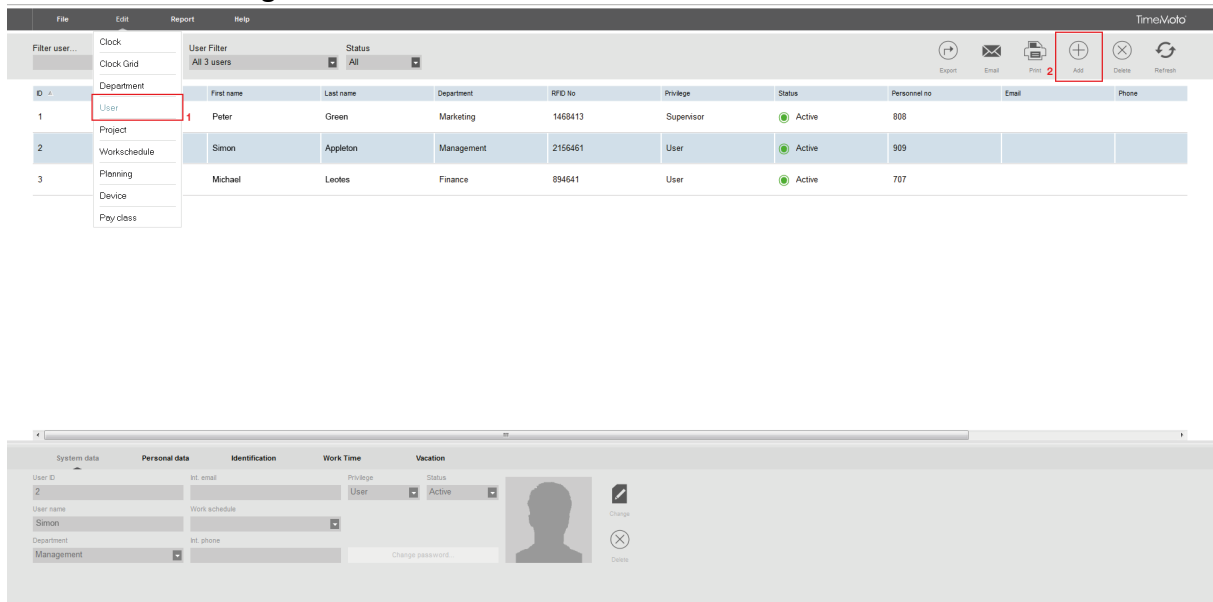 File Edit Report Help TimeMoto
Filter user... User Filter Status
All 3 users All
Export Email Print 2 Add Delete Refresh
Clock
Clock Grid
Department
User 1
Project
Workschedule
Planning
Device
Pay class
ID First name Last name Department RFID No Privilege Status Personnel no Email Phone
1 Peter Green Marketing 1468413 Supervisor Active 808
2 Simon Appleton Management 2156461 User Active 909
3 Michael Leotes Finance 894641 User Active 707
System data Personal data Identification Work Time Vacation
User ID Int. email Privilege Status
2 User Active
User name Work schedule Change
Simon
Department Int. phone
Management Change password... Delete